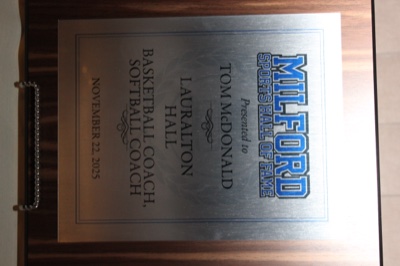 MILFORD
SPORTS HALL OF FAME
Presented to
TOM McDONALD
LAURALTON
HALL
BASKETBALL COACH,
SOFTBALL COACH
NOVEMBER 22, 2025